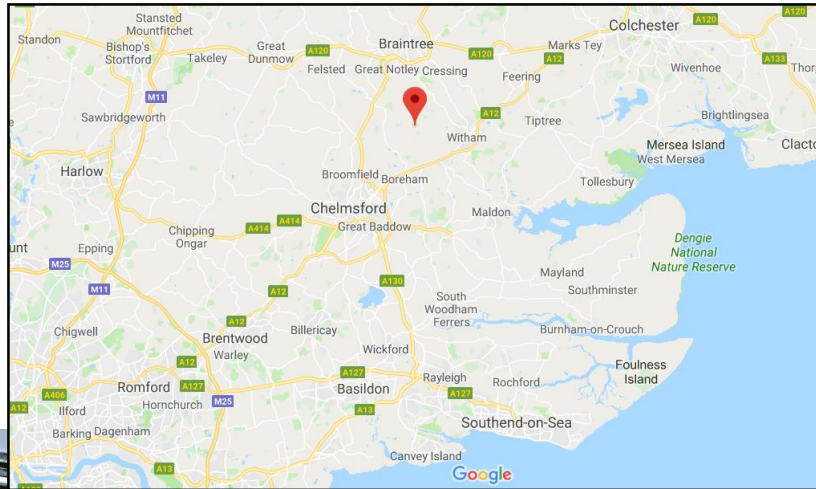 Stansted
Mountfitchet
Standon
Bishop's
Stortford
Takeley
Great
Dunmow
A120
Felsted
Braintree
Great Notley
Cressing
A120
Marks Tey
A12
Feering
Colchester
A120
A120
A133
Wivenhoe
M11
Sawbridgeworth
A12
Witham
Tiptree
Brightlingsea
Mersea Island
West Mersea
Harlow
Broomfield
Boreham
Tollesbury
Chelmsford
Maldon
A414
A414
Great Baddow
Chipping
Ongar
Epping
M25
M11
Dengie
National
Nature Reserve
A130
Mayland
Southminster
A12
South
Woodham
Ferrers
Burnham-on-Crouch
Chigwell
A12
Brentwood
Warley
Billericay
Wickford
Foulness
Island
A12
Romford
A127
A127
Basildon
Rayleigh
A127
Rochford
A406
Ilford
Hornchurch
M25
A12
A13
Southend-on-Sea
Barking
Dagenham
A13
Canvey Island
Google